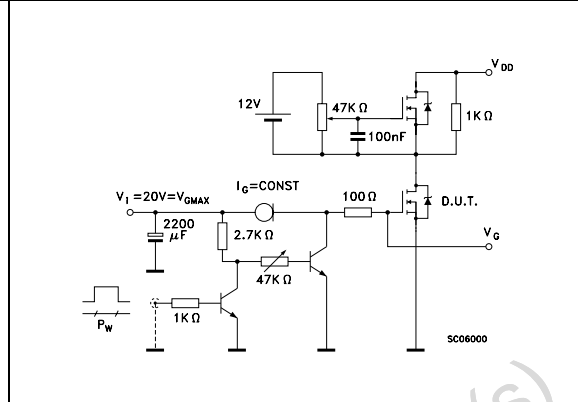 V DD
12V
47K Ω
1K Ω
100nF
V I =20V=V GMAX
I G =CONST
100 Ω
D.U.T.
2200
μF
2.7K Ω
V G
47K Ω
1K Ω
P W
SC06000
(s)